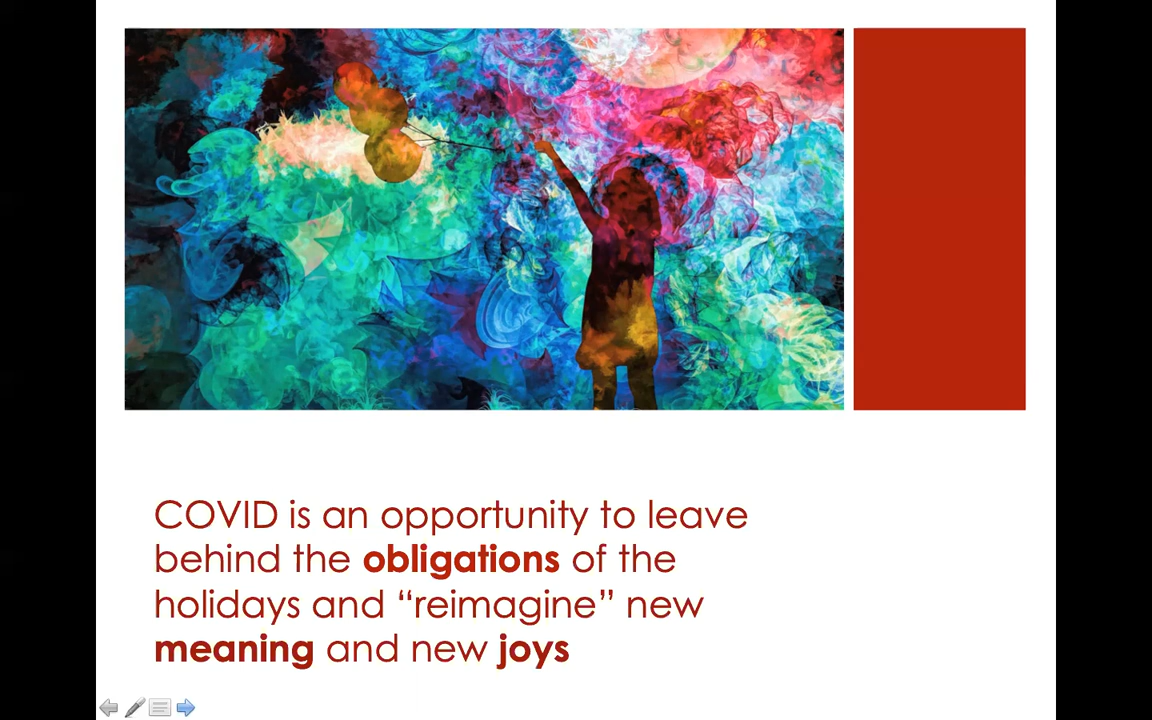 COVID is an opportunity to leave
behind the obligations of the
holidays and “reimagine” new
meaning and new joys